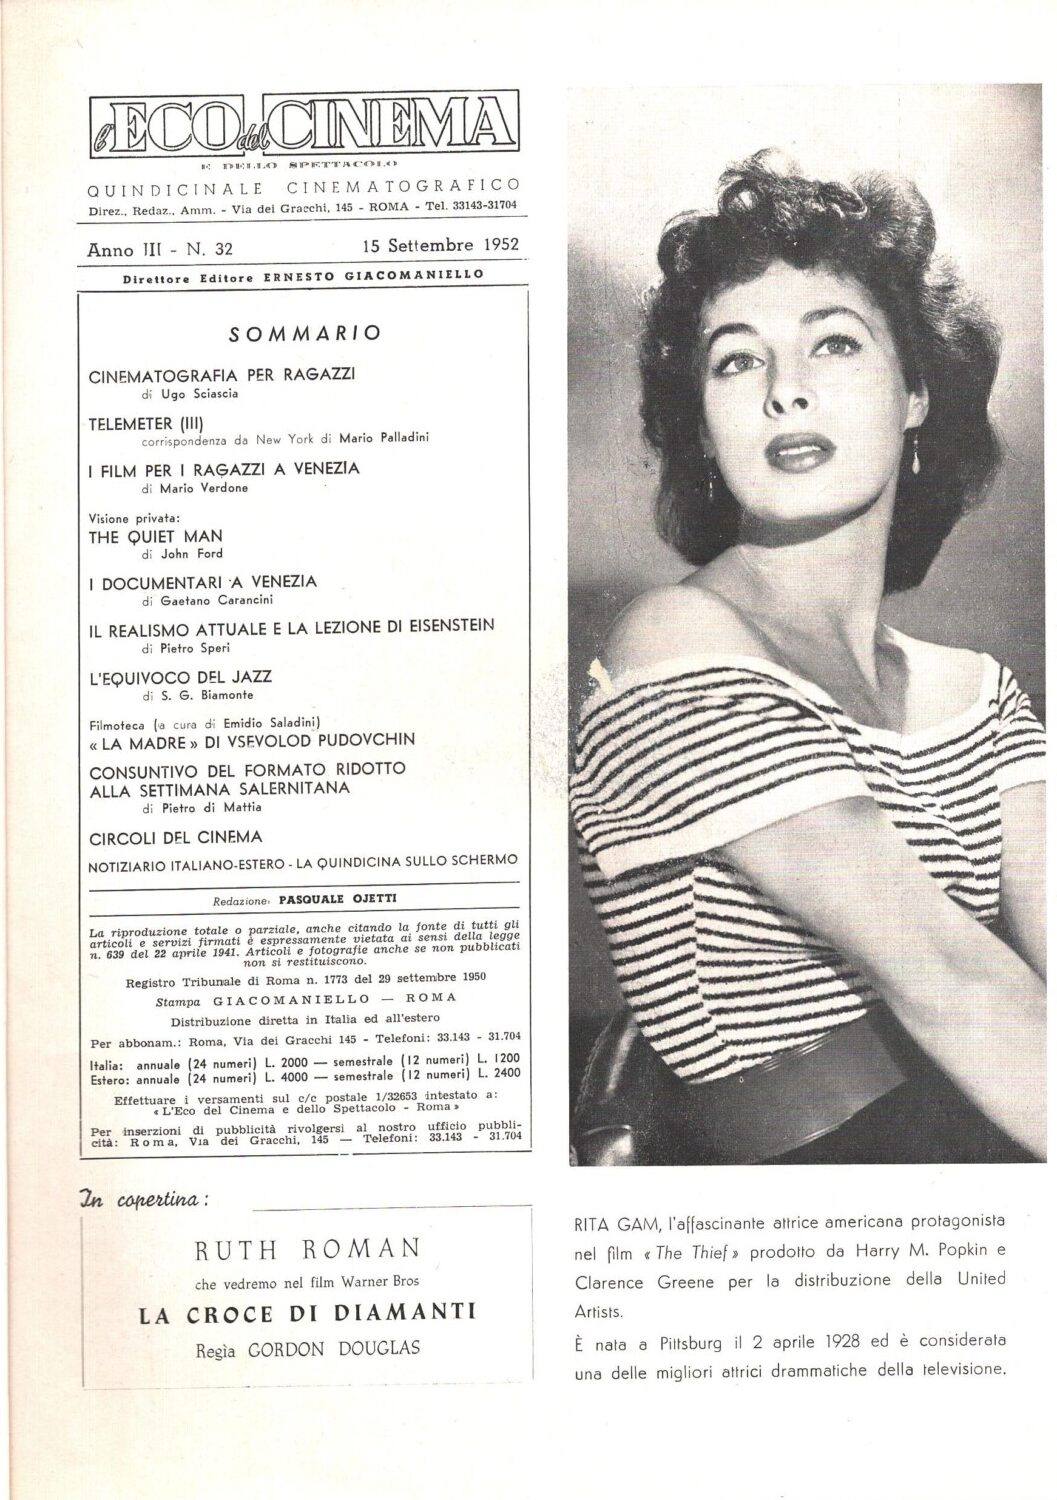 l'ECO del CINEMA
E DELLO SPETTACOLO
QUINDICINALE CINEMATOGRAFICO
Direz., Redaz., Amm. - Via dei Gracchi, 145 - ROMA - Tel. 33143-31704
Anno III - N. 32 15 Settembre 1952
Direttore Editore ERNESTO GIACOMANIELLO
SOMMARIO
CINEMATOGRAFIA PER RAGAZZI
di Ugo Sciascia
TELEMETER (III)
corrispondenza da New York di Mario Palladini
I FILM PER I RAGAZZI A VENEZIA
di Mario Verdone
Visione privata:
THE QUIET MAN
di John Ford
I DOCUMENTARI A VENEZIA
di Gaetano Carancini
IL REALISMO ATTUALE E LA LEZIONE DI EISENSTEIN
di Pietro Speri
L'EQUIVOCO DEL JAZZ
di S. G. Biamonte
Filmoteca (a cura di Emidio Saladini)
« LA MADRE » DI VSEVOLOD PUDOVCHIN
CONSUNTIVO DEL FORMATO RIDOTTO
ALLA SETTIMANA SALERNITANA
di Pietro di Mattia
CIRCOLI DEL CINEMA
NOTIZIARIO ITALIANO-ESTERO - LA QUINDICINA SULLO SCHERMO
Redazione: PASQUALE OJETTI
La riproduzione totale o parziale, anche citando la fonte di tutti gli
articoli e servizi firmati è espressamente vietata ai sensi della legge
n. 639 del 22 aprile 1941. Articoli e fotografie anche se non pubblicati
non si restituiscono.
Registro Tribunale di Roma n. 1773 del 29 settembre 1950
Stampa GIACOMANIELLO — ROMA
Distribuzione diretta in Italia ed all'estero
Per abbonam.: Roma, Via dei Gracchi 145 - Telefoni: 33.143 - 31.704
Italia: annuale (24 numeri) L. 2000 — semestrale (12 numeri) L. 1200
Estero: annuale (24 numeri) L. 4000 — semestrale (12 numeri) L. 2400
Effettuare i versamenti sul c/c postale 1/32653 intestato a:
« L'Eco del Cinema e dello Spettacolo - Roma »
Per inserzioni di pubblicità rivolgersi al nostro ufficio pubbli-
cità: Roma, Via dei Gracchi, 145 — Telefoni: 33.143 - 31.704
In copertina:
RUTH ROMAN
che vedremo nel film Warner Bros
LA CROCE DI DIAMANTI
Regìa GORDON DOUGLAS
RITA GAM, l'affascinante attrice americana protagonista
nel film « The Thief » prodotto da Harry M. Popkin e
Clarence Greene per la distribuzione della United
Artists.
È nata a Pittsburg il 2 aprile 1928 ed è considerata
una delle migliori attrici drammatiche della televisione.